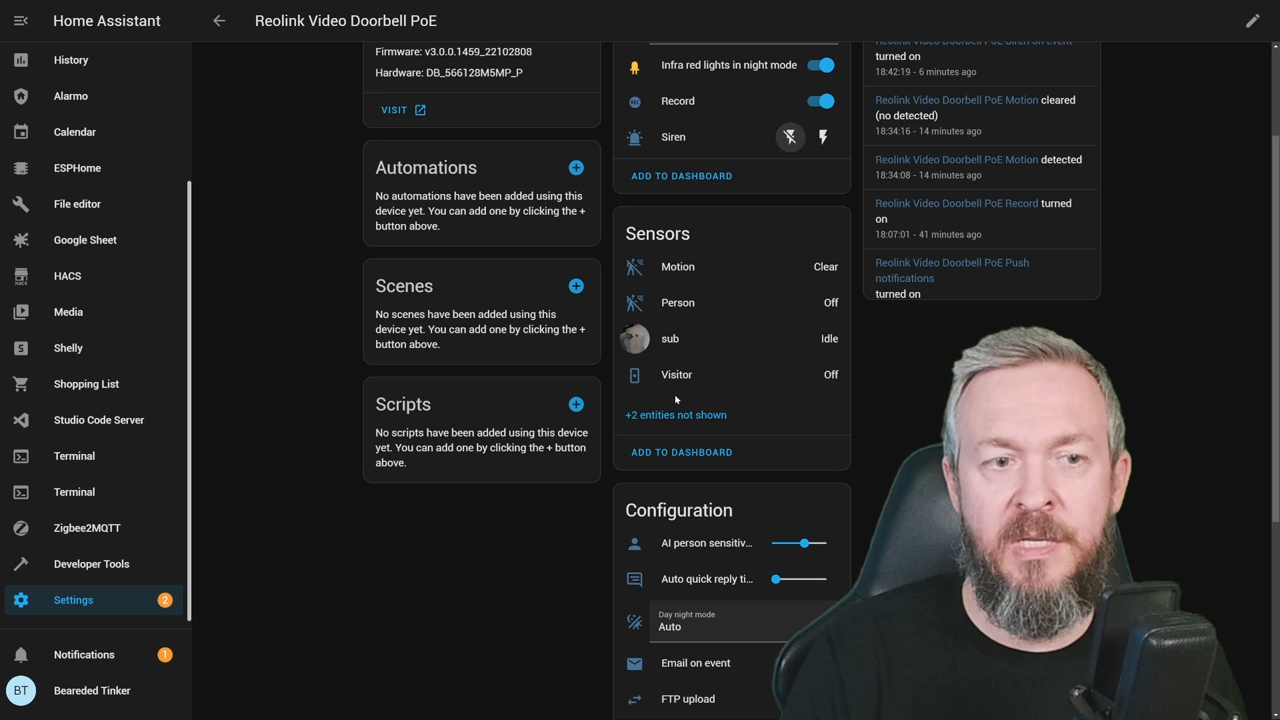 Home Assistant
Reolink Video Doorbell PoE
History
Alarmo
Calendar
ESPHome
File editor
Google Sheet
HACS
HACS
Media
Shelly
S
Shopping List
Studio Code Server
Terminal
Terminal
Zigbee2MQTT
Developer Tools
Settings
2
Notifications
1
BT
Beareded Tinker
Firmware: v3.0.0.1459_22102808
Hardware: DB_566128M5MP_P
VISIT
Automations
No automations have been added using this
device yet. You can add one by clicking the +
button above.
Scenes
No scenes have been added using this
device yet. You can add one by clicking the +
button above.
Scripts
No scripts have been added using this device
yet. You can add one by clicking the + button
above.
Infra red lights in night mode
Record
Siren
ADD TO DASHBOARD
Sensors
Motion Clear
Person Off
sub Idle
Visitor Off
+2 entities not shown
ADD TO DASHBOARD
Configuration
AI person sensitiv...
Auto quick reply ti...
Day night mode
Auto
Email on event
FTP upload
Reolink Video Doorbell PoE Siren on event
turned on
18:42:19 - 6 minutes ago
Reolink Video Doorbell PoE Motion cleared
(no detected)
18:34:16 - 14 minutes ago
Reolink Video Doorbell PoE Motion detected
18:34:08 - 14 minutes ago
Reolink Video Doorbell PoE Record turned
on
18:07:01 - 41 minutes ago
Reolink Video Doorbell PoE Push
notifications
turned on